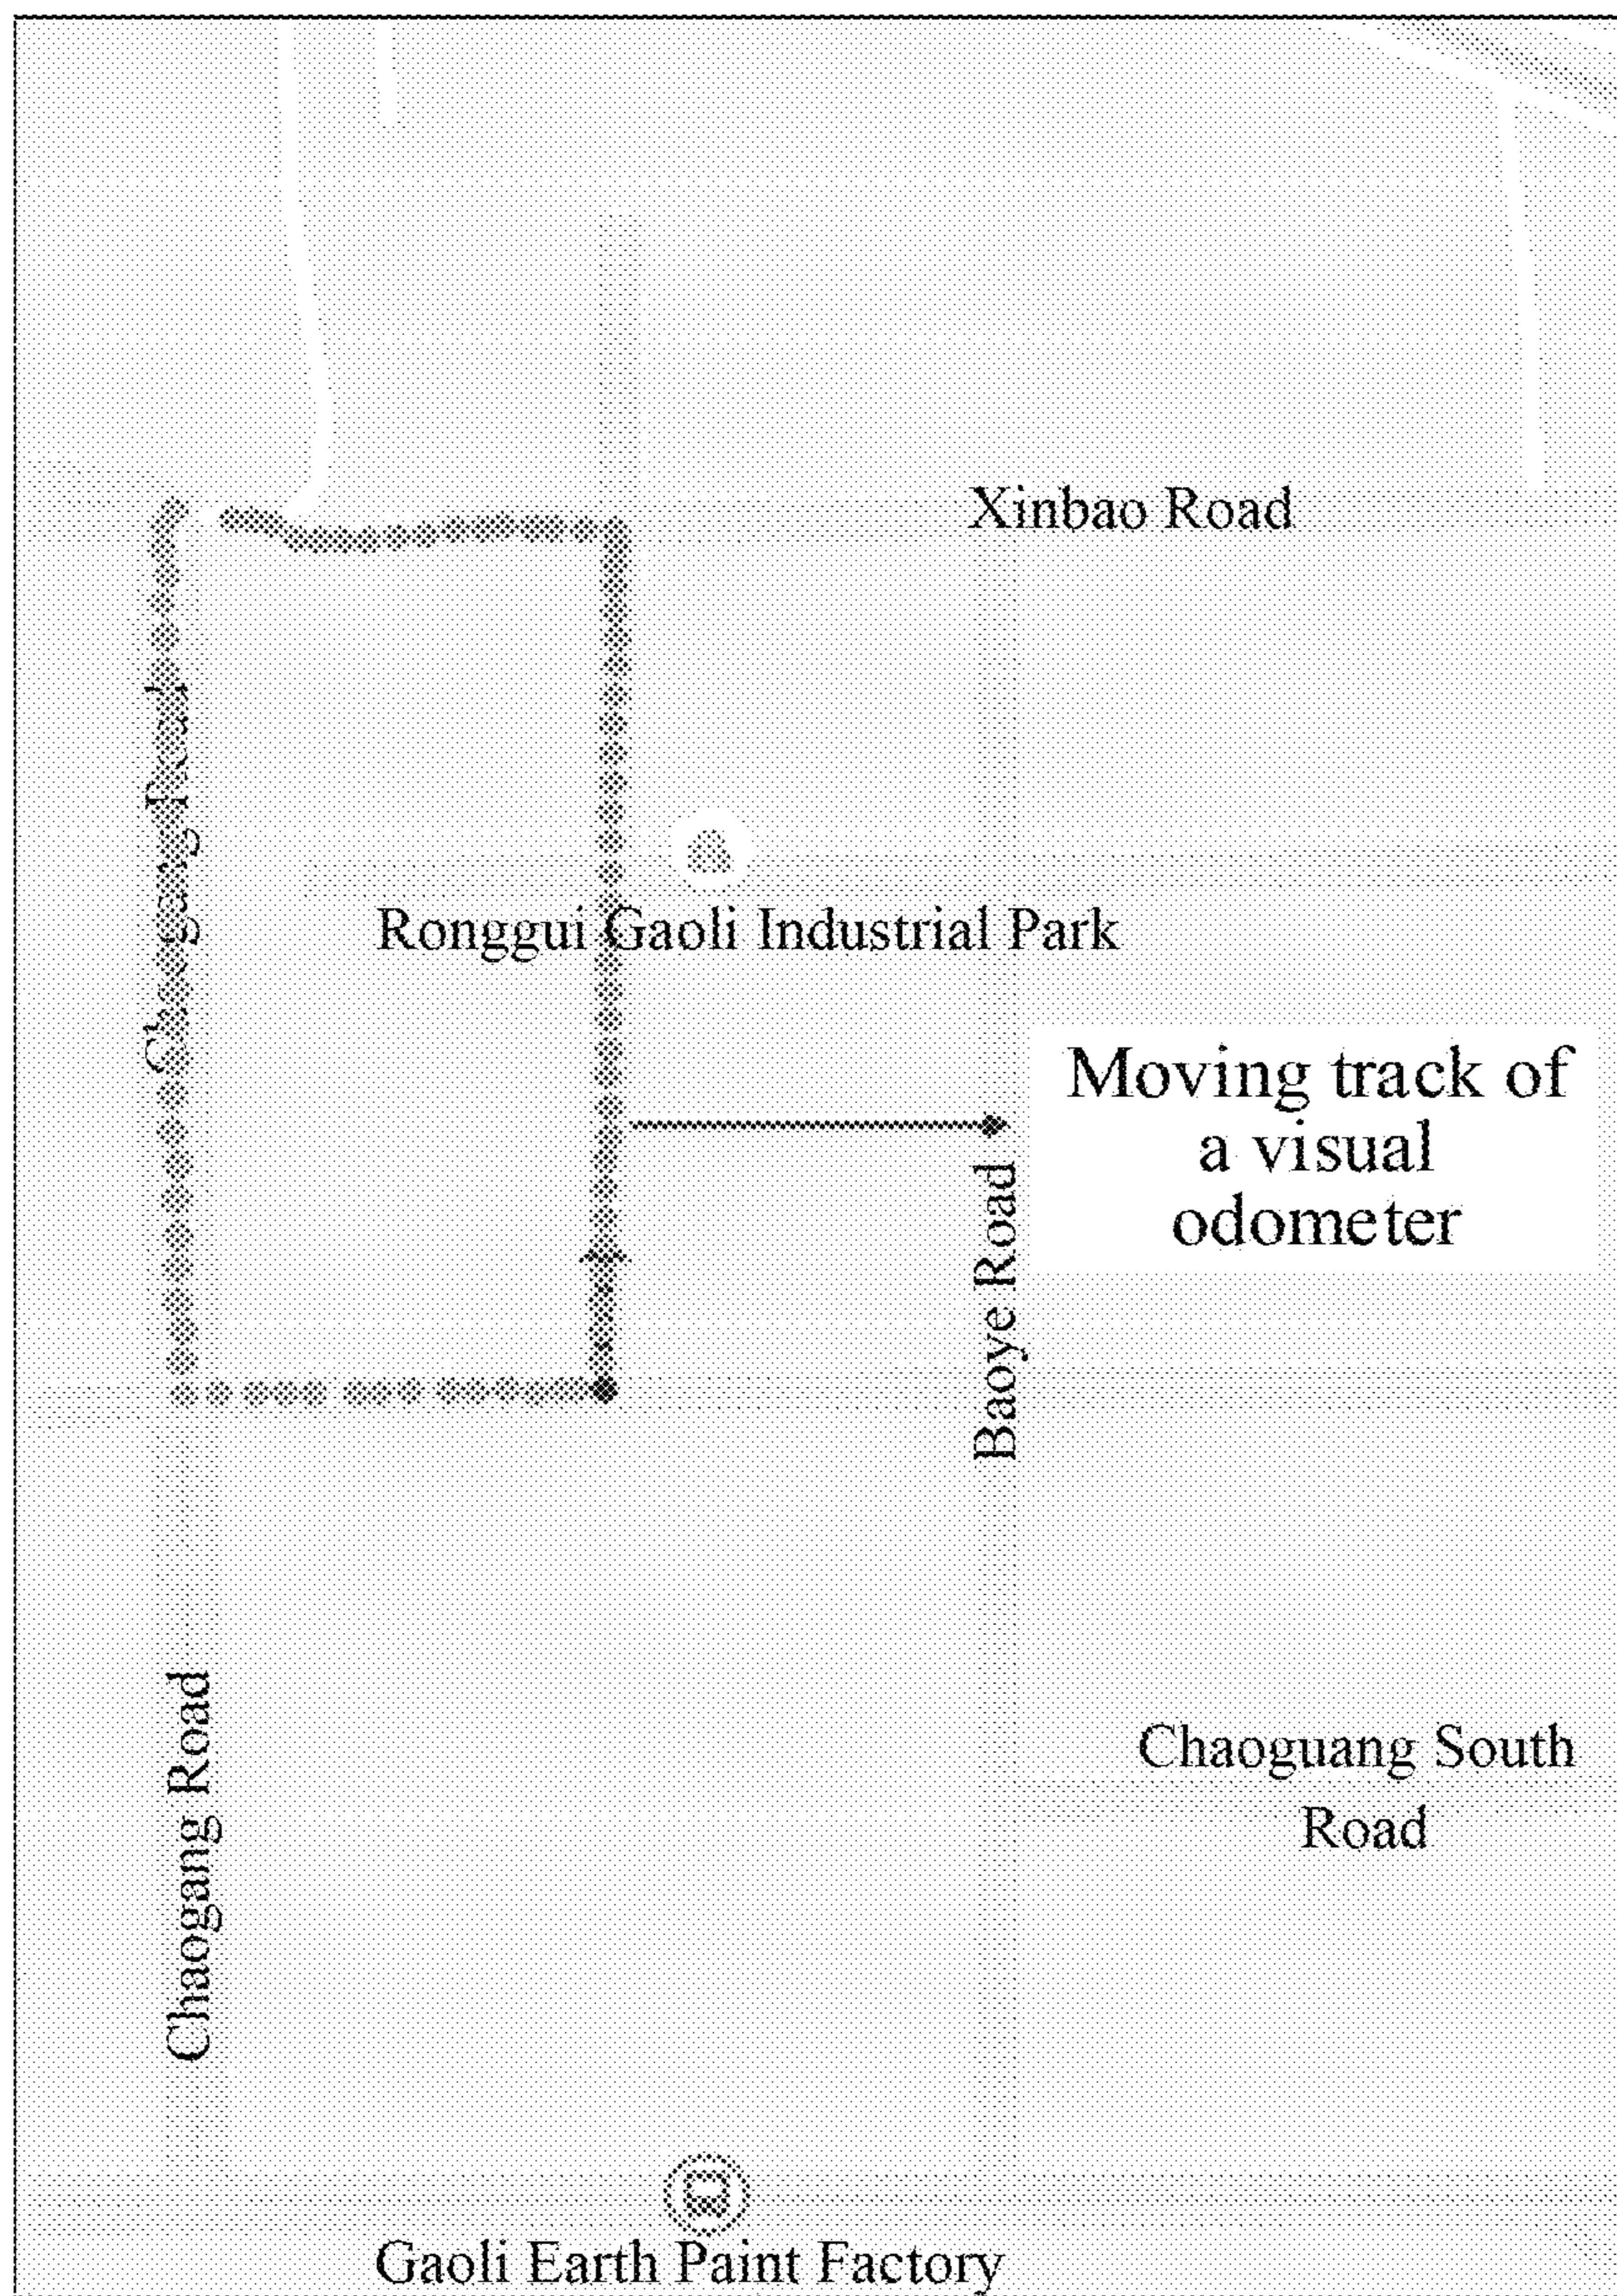 Xinbao Road
Road
Ronggui Gaoli Industrial Park
Moving track of
a visual
odometer
Baoye Road
Chaogang Road
Chaoguang South
Road
Gaoli Earth Paint Factory